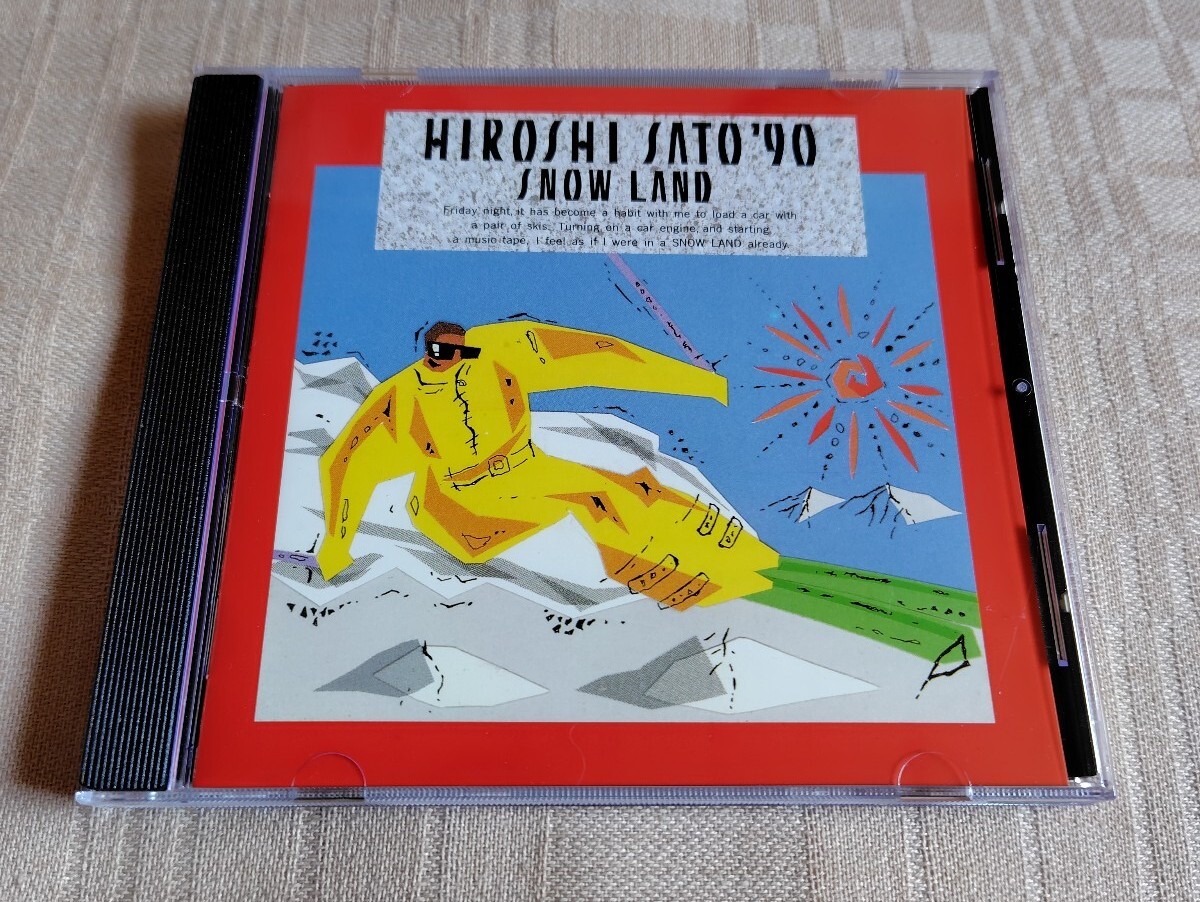 HIROSHI SATO '90
SNOW LAND
Friday night, it has become a habit with me to load a car with
a pair of skis. Turning on a car engine, and starting
a music tape, I feel as if I were in a SNOW LAND already.